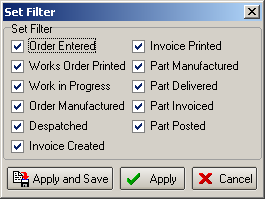 Set Filter
Set Filter
Order Entered
Invoice Printed
Works Order Printed
Part Manufactured
Work in Progress
Part Delivered
Order Manufactured
Part Invoiced
Despatched
Part Posted
Invoice Created
Apply and Save
Apply
Cancel